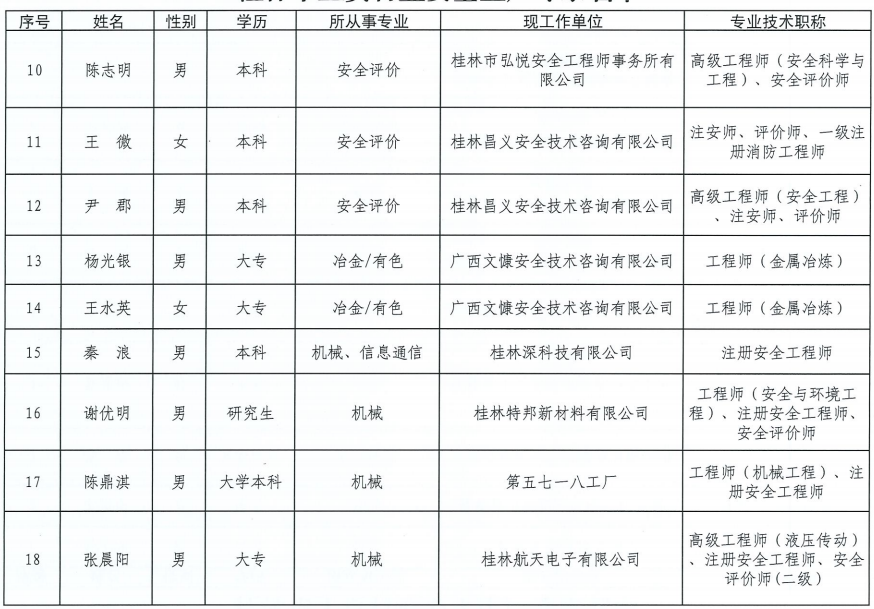 序号 姓名 性别 学历 所从事专业 现工作单位 专业技术职称
10 陈志明 男 本科 安全评价 桂林市弘悦安全工程师事务所有限公司 高级工程师（安全科学与工程）、安全评价师
11 王 微 女 本科 安全评价 桂林昌义安全技术咨询有限公司 注安师、评价师、一级注册消防工程师
12 尹 郡 男 本科 安全评价 桂林昌义安全技术咨询有限公司 高级工程师（安全工程）、注安师、评价师
13 杨光银 男 大专 冶金/有色 广西文慷安全技术咨询有限公司 工程师（金属冶炼）
14 王水英 女 大专 冶金/有色 广西文慷安全技术咨询有限公司 工程师（金属冶炼）
15 秦 浪 男 本科 机械、信息通信 桂林深科技有限公司 注册安全工程师
16 谢优明 男 研究生 机械 桂林特邦新材料有限公司 工程师（安全与环境工程）、注册安全工程师、安全评价师
17 陈鼎淇 男 大学本科 机械 第五七一八工厂 工程师（机械工程）、注册安全工程师
18 张晨阳 男 大专 机械 桂林航天电子有限公司 高级工程师（液压传动）、注册安全工程师、安全评价师(二级)